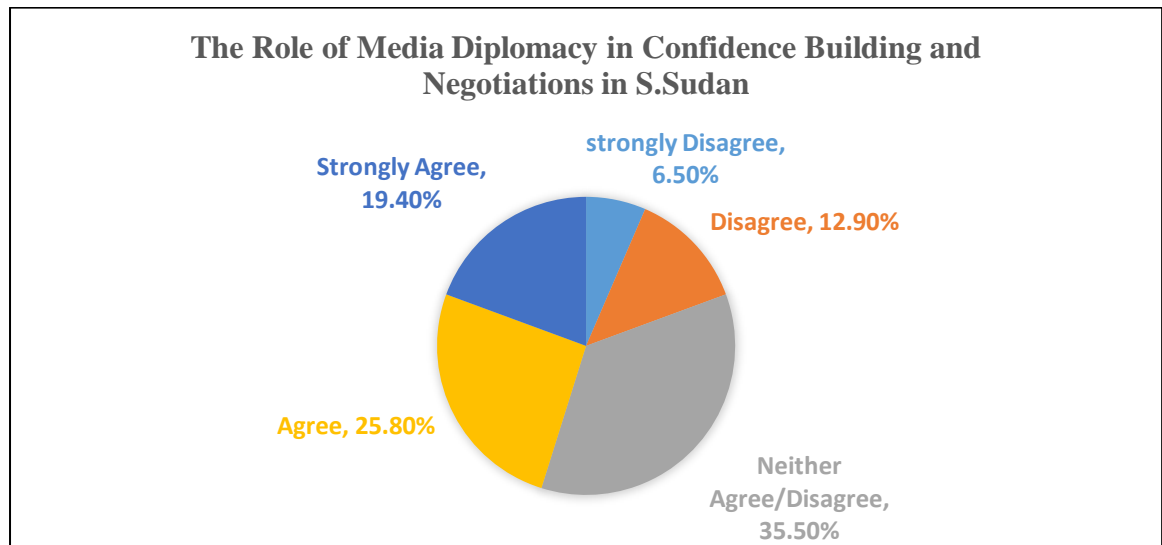 The Role of Media Diplomacy in Confidence Building and
Negotiations in S.Sudan
strongly Disagree,
6.50%
Strongly Agree,
19.40%
Disagree, 12.90%
Agree, 25.80%
Neither
Agree/Disagree,
35.50%